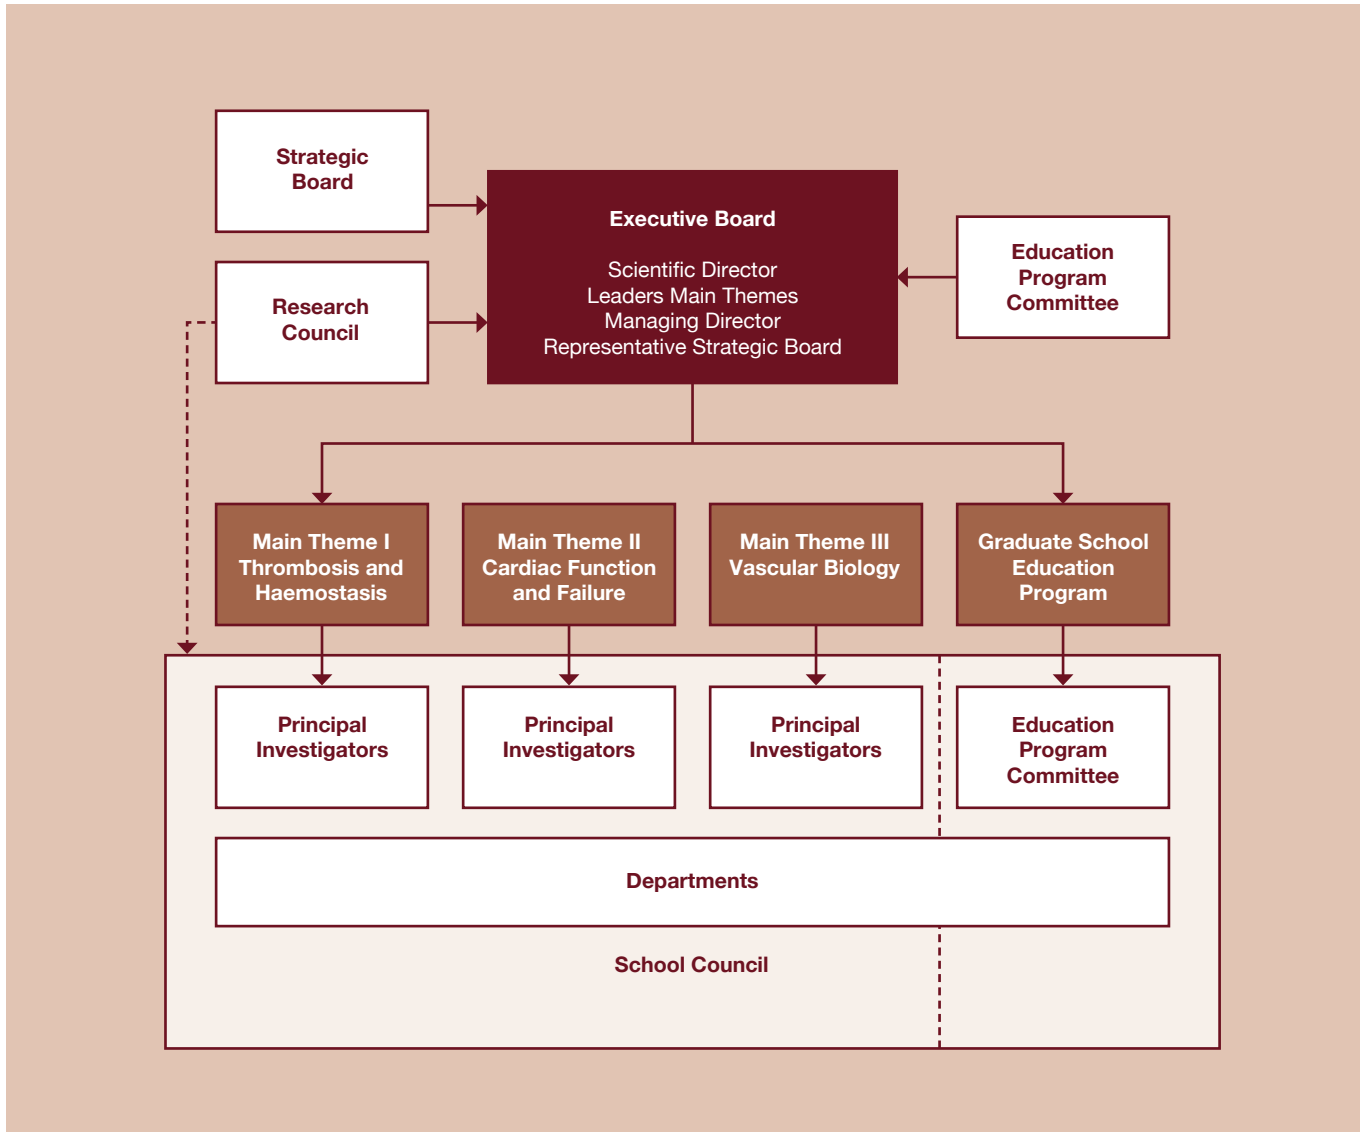 Strategic
Board
Executive Board
Scientific Director
Leaders Main Themes
Managing Director
Representative Strategic Board
Education
Program
Committee
Research
Council
Main Theme I
Thrombosis and
Haemostasis
Main Theme II
Cardiac Function
and Failure
Main Theme III
Vascular Biology
Graduate School
Education
Program
Principal
Investigators
Principal
Investigators
Principal
Investigators
Education
Program
Committee
Departments
School Council